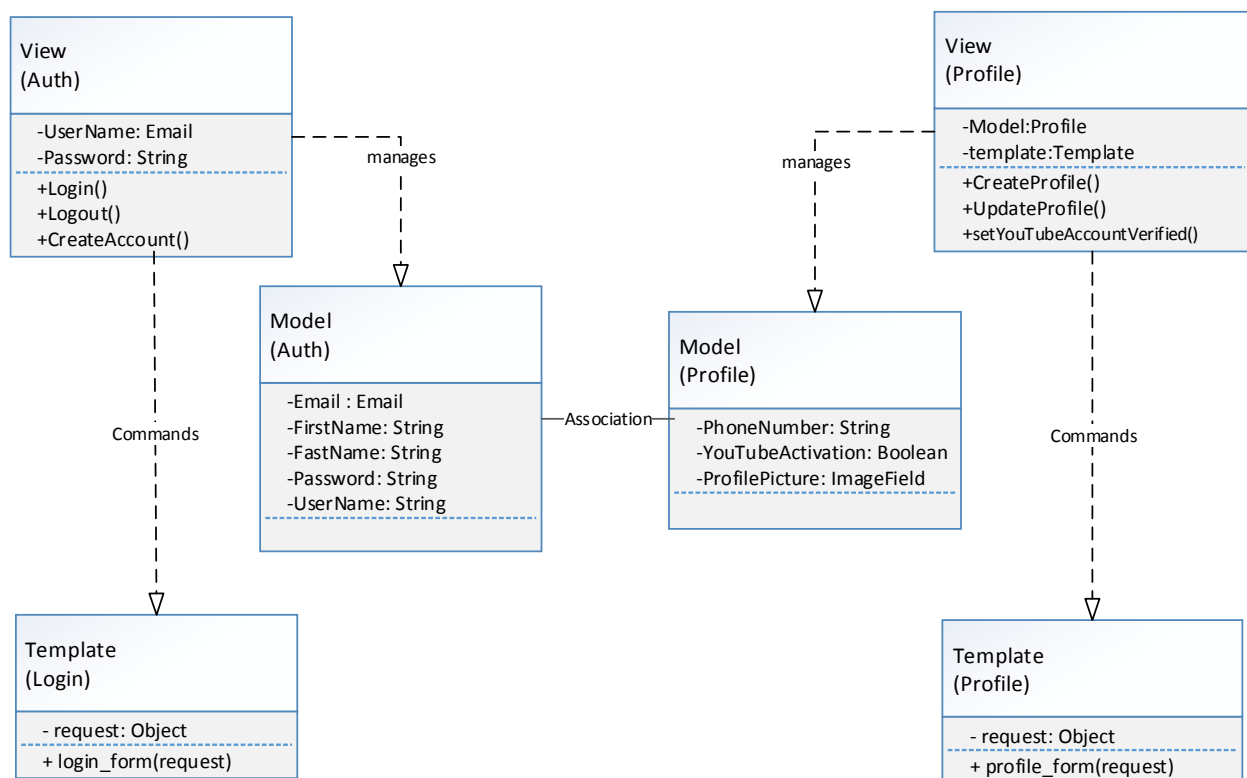 View
(Auth)
-UserName: Email
-Password: String
+Login()
+Logout()
+CreateAccount()
manages
View
(Profile)
-Model:Profile
-template:Template
+CreateProfile()
+UpdateProfile()
+setYouTubeAccountVerified()
manages
Model
(Auth)
-Email : Email
-FirstName: String
-FastName: String
-Password: String
-UserName: String
Association
Model
(Profile)
-PhoneNumber: String
-YouTubeActivation: Boolean
-ProfilePicture: ImageField
Commands
Commands
Template
(Login)
- request: Object
+ login_form(request)
Template
(Profile)
- request: Object
+ profile_form(request)